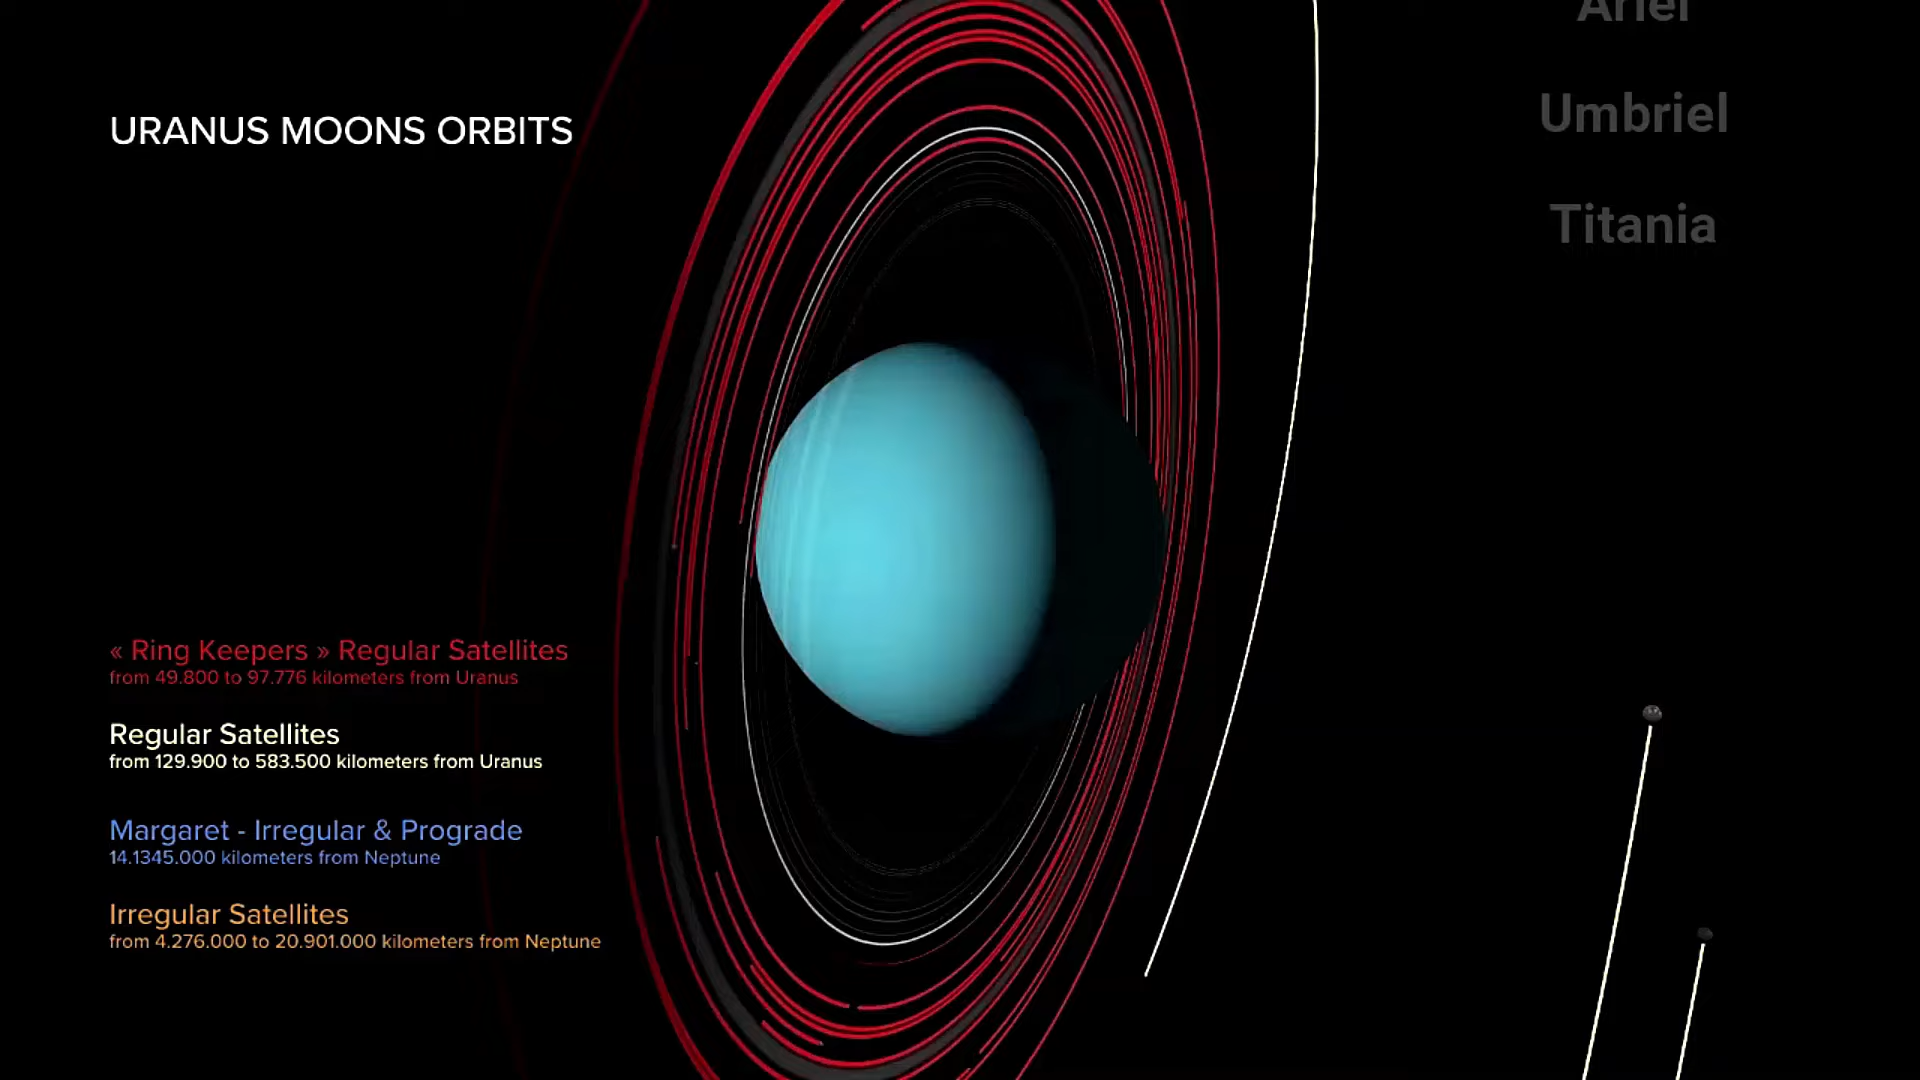 Ariel
URANUS MOONS ORBITS
Umbriel
Titania
« Ring Keepers » Regular Satellites
from 49.800 to 97.776 kilometers from Uranus
Regular Satellites
from 129.900 to 583.500 kilometers from Uranus
Margaret - Irregular & Prograde
14.1345.000 kilometers from Neptune
Irregular Satellites
from 4.276.000 to 20.901.000 kilometers from Neptune